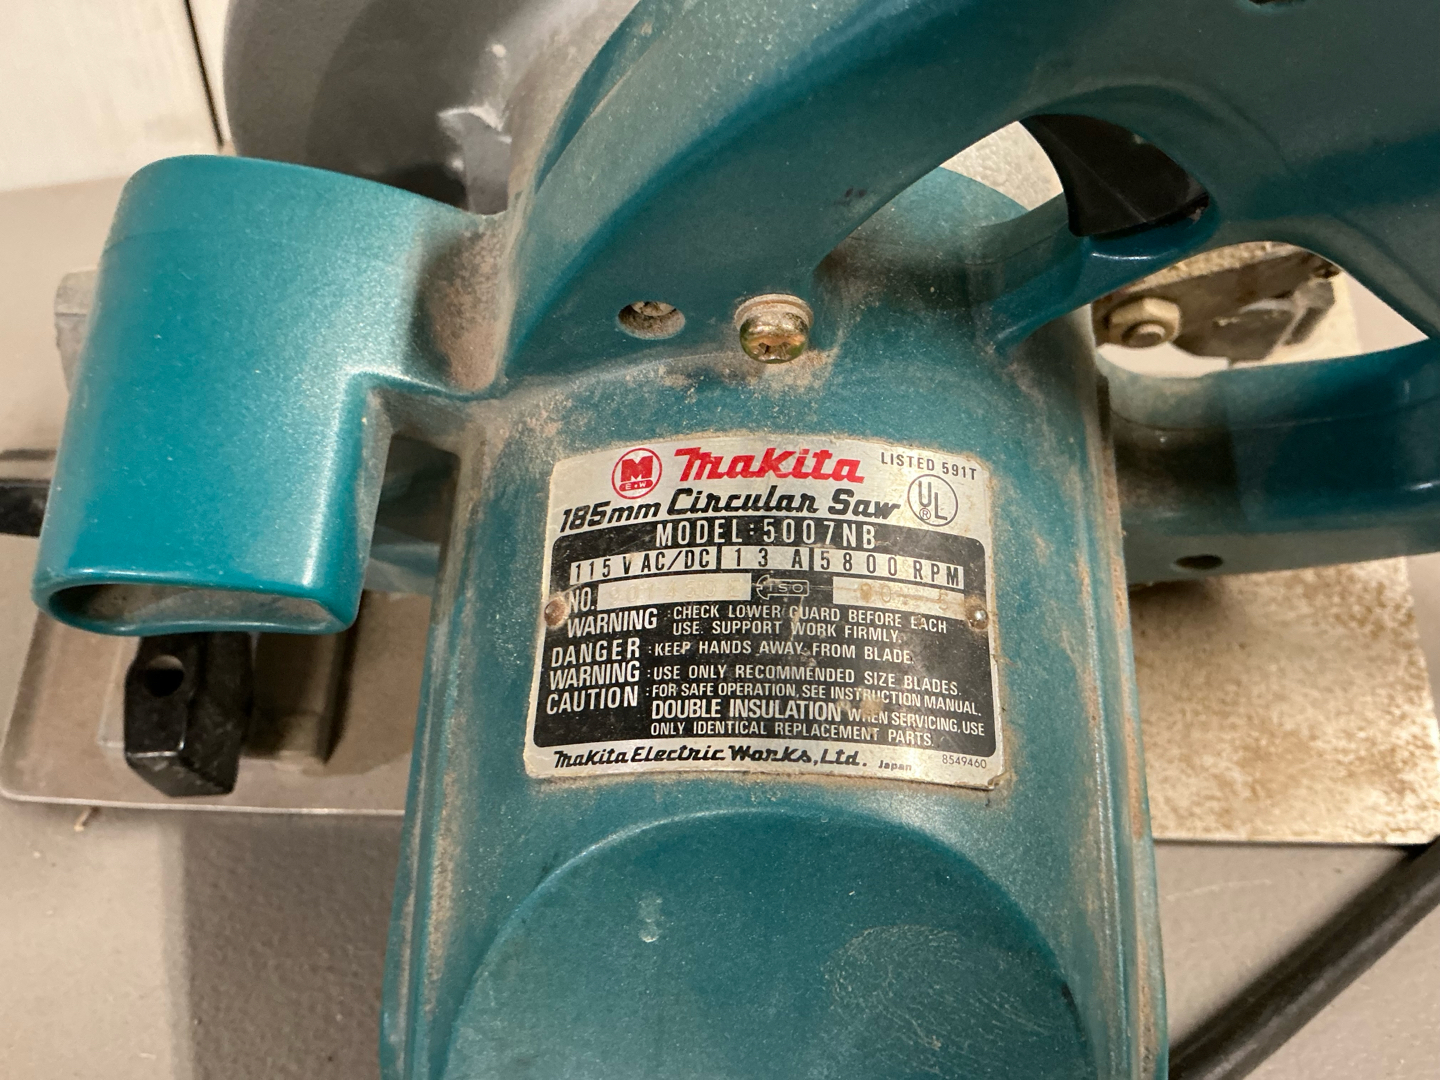 M
E·W
Makita
LISTED 591T
185mm Circular Saw
UL
®
MODEL:5007NB
115V AC/DC 13 A 5800 RPM
NO.
ISO
WARNING :CHECK LOWER GUARD BEFORE EACH
USE. SUPPORT WORK FIRMLY.
DANGER :KEEP HANDS AWAY FROM BLADE.
WARNING :USE ONLY RECOMMENDED SIZE BLADES.
CAUTION :FOR SAFE OPERATION, SEE INSTRUCTION MANUAL.
DOUBLE INSULATION WHEN SERVICING, USE
ONLY IDENTICAL REPLACEMENT PARTS.
Makita Electric Works, Ltd. Japan 8549460